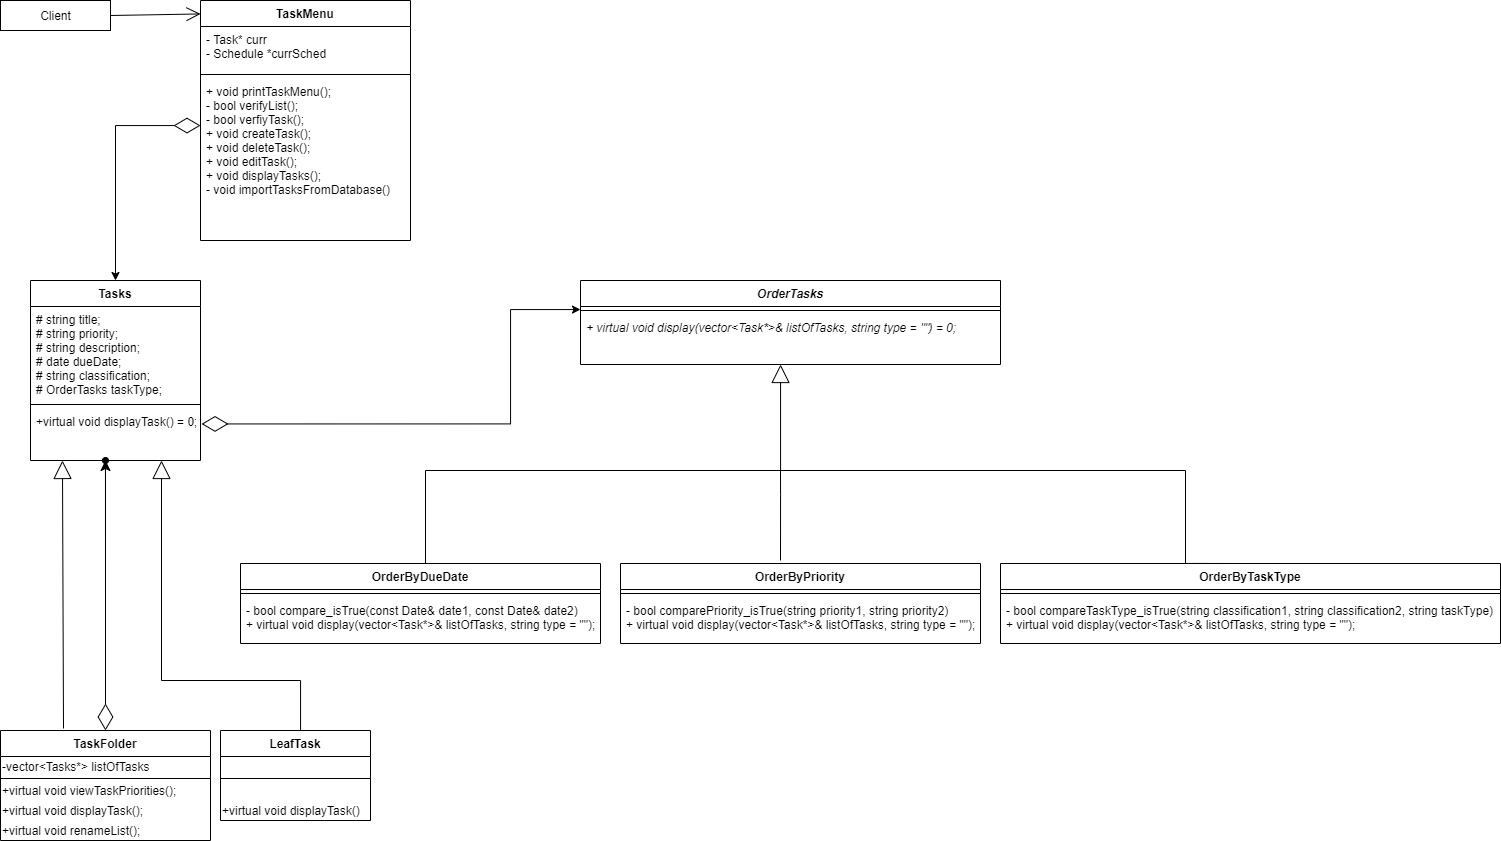 Client
TaskMenu
- Task* curr
- Schedule *currSched
+ void printTaskMenu();
- bool verifyList();
- bool verfiyTask();
+ void createTask();
+ void deleteTask();
+ void editTask();
+ void displayTasks();
- void importTasksFromDatabase()
Tasks
# string title;
# string priority;
# string description;
# date dueDate;
# string classification;
# OrderTasks taskType;
+virtual void displayTask() = 0;
OrderTasks
+ virtual void display(vector<Task*>& listOfTasks, string type = "") = 0;
OrderByDueDate
- bool compare_isTrue(const Date& date1, const Date& date2)
+ virtual void display(vector<Task*>& listOfTasks, string type = "");
OrderByPriority
- bool comparePriority_isTrue(string priority1, string priority2)
+ virtual void display(vector<Task*>& listOfTasks, string type = "");
OrderByTaskType
- bool compareTaskType_isTrue(string classification1, string classification2, string taskType)
+ virtual void display(vector<Task*>& listOfTasks, string type = "");
TaskFolder
-vector<Tasks*> listOfTasks
+virtual void viewTaskPriorities();
+virtual void displayTask();
+virtual void renameList();
LeafTask
+virtual void displayTask()